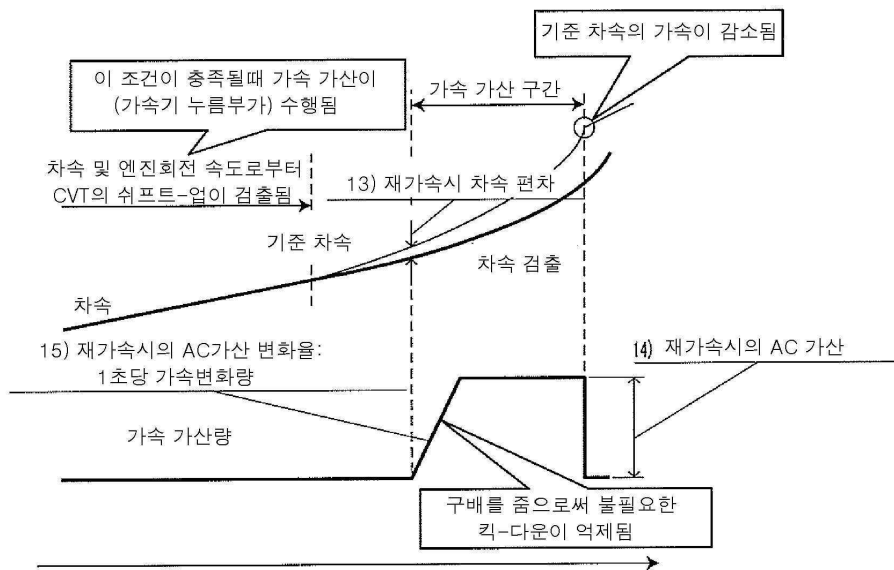 기준 차속의 가속이 감소됨
이 조건이 충족될때 가속 가산이
(가속기 누름부가) 수행됨
가속 가산 구간
차속 및 엔진회전 속도로부터
CVT의 쉬프트-업이 검출됨
13) 재가속시 차속 편차
기준 차속
차속 검출
차속
15) 재가속시의 AC가산 변화율:
1초당 가속변화량
14) 재가속시의 AC 가산
가속 가산량
구배를 줌으로써 불필요한
킥-다운이 억제됨